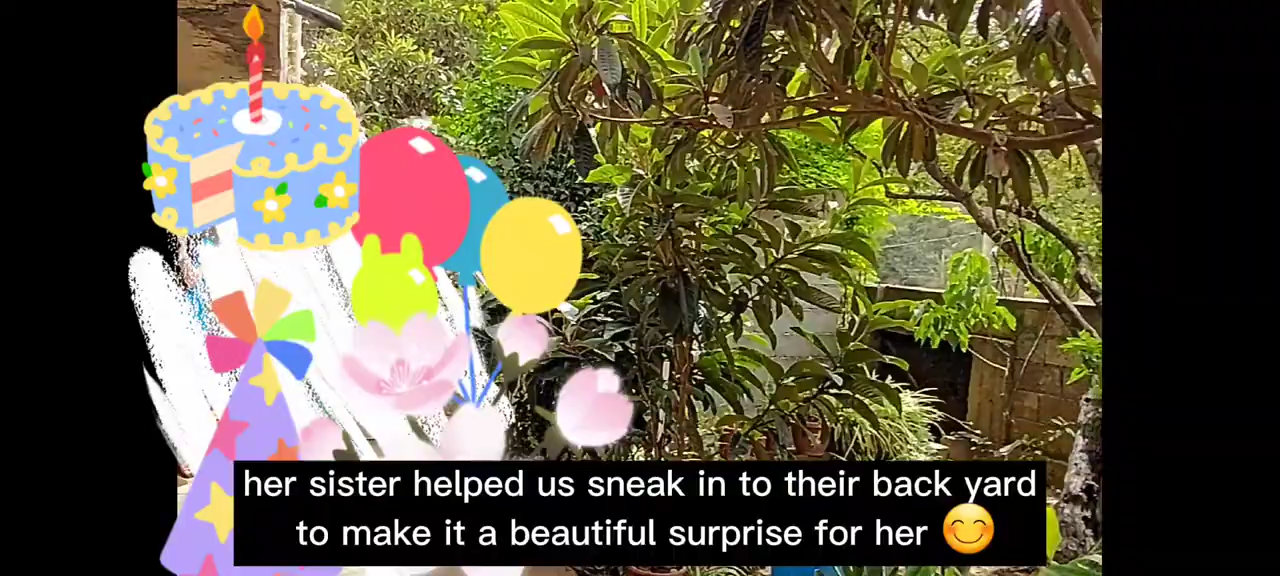 her sister helped us sneak in to their back yard
to make it a beautiful surprise for her 😊